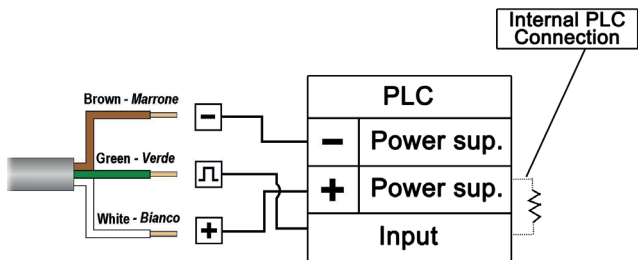 Internal PLC
Connection
PLC
Brown - Marrone
-
- Power sup.
Green - Verde
+ Power sup.
White - Bianco
+
Input